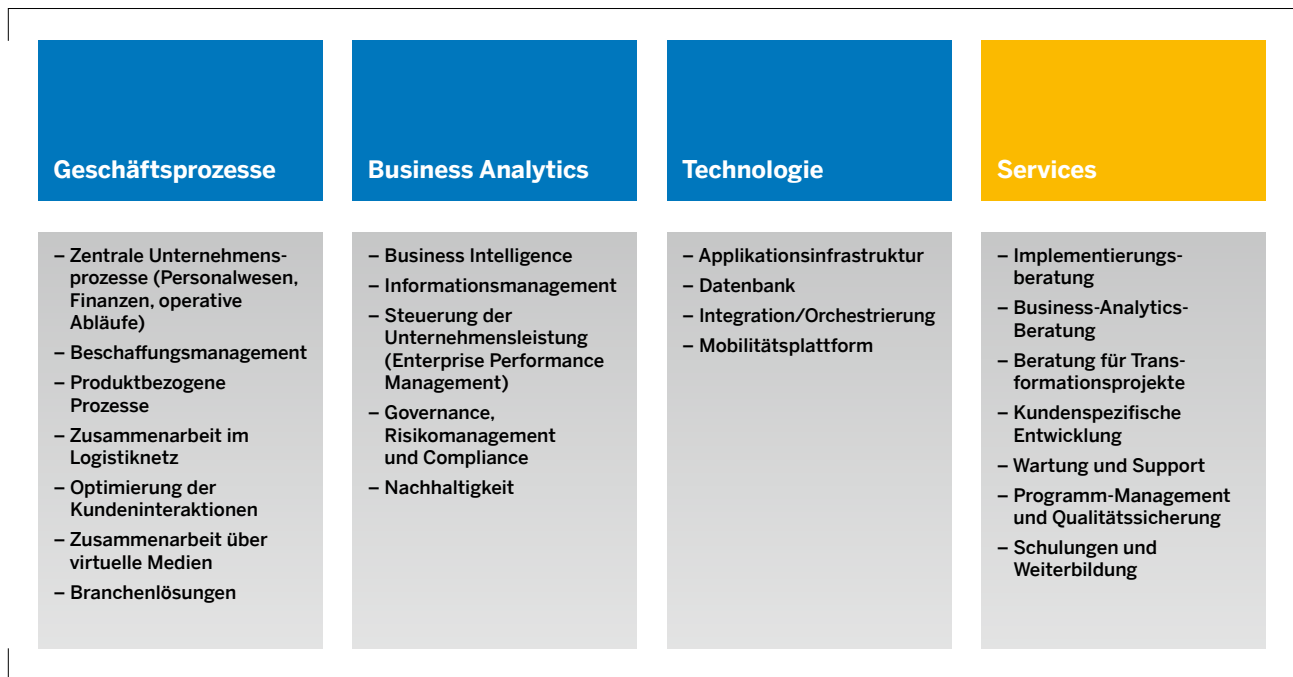 Geschäftsprozesse
– Zentrale Unternehmens-
prozesse (Personalwesen,
Finanzen, operative
Abläufe)
– Beschaffungsmanagement
– Produktbezogene
Prozesse
– Zusammenarbeit im
Logistiknetz
– Optimierung der
Kundeninteraktionen
– Zusammenarbeit über
virtuelle Medien
– Branchenlösungen
Business Analytics
– Business Intelligence
– Informationsmanagement
– Steuerung der
Unternehmensleistung
(Enterprise Performance
Management)
– Governance,
Risikomanagement
und Compliance
– Nachhaltigkeit
Technologie
– Applikationsinfrastruktur
– Datenbank
– Integration/Orchestrierung
– Mobilitätsplattform
Services
– Implementierungs-
beratung
– Business-Analytics-
Beratung
– Beratung für Trans-
formationsprojekte
– Kundenspezifische
Entwicklung
– Wartung und Support
– Programm-Management
und Qualitätssicherung
– Schulungen und
Weiterbildung